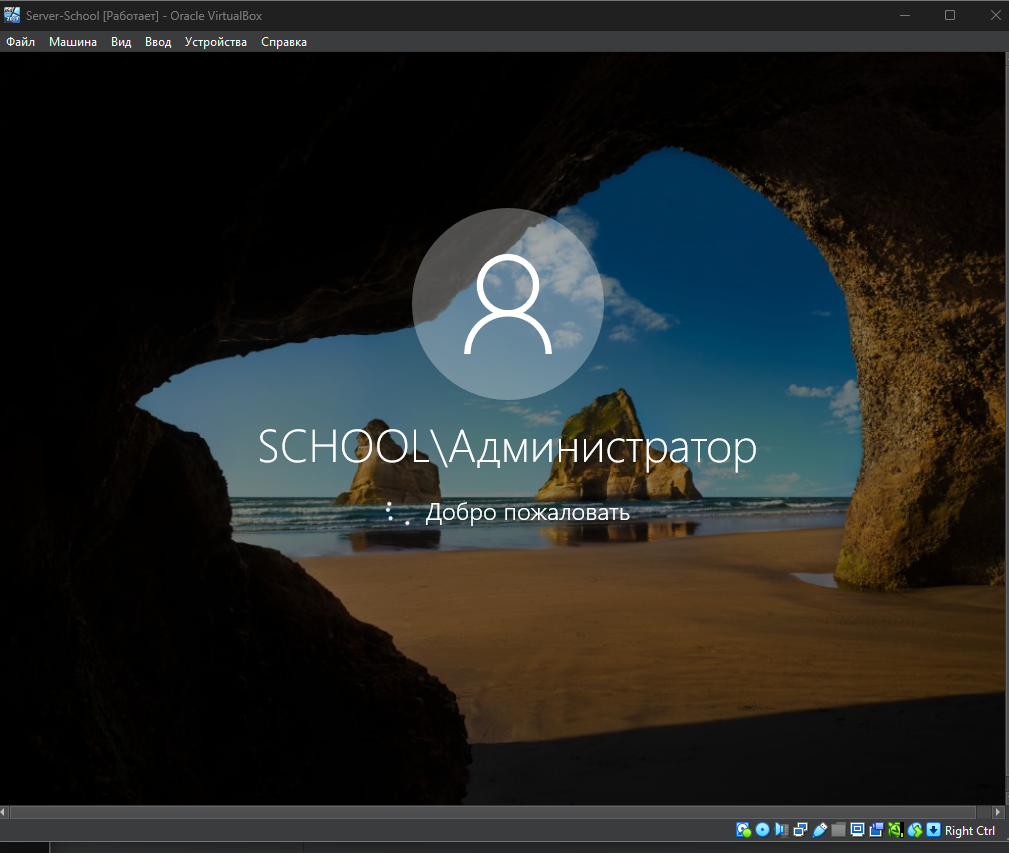 Server-School [Работает] - Oracle VirtualBox
Файл Машина Вид Ввод Устройства Справка
SCHOOL\Администратор
Добро пожаловать
Right Ctrl